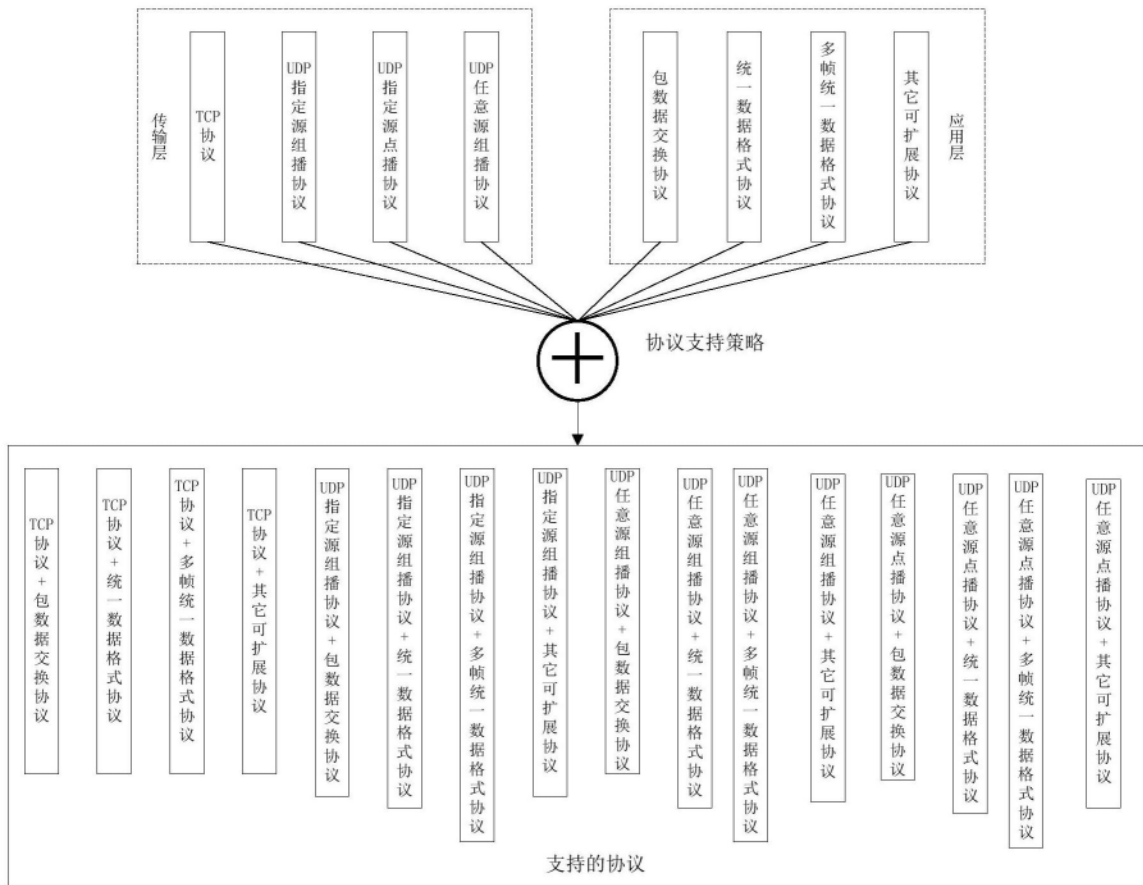 传输层
TCP协议
UDP指定源组播协议
UDP指定源点播协议
UDP任意源组播协议
包数据交换协议
统一数据格式协议
多帧统一数据格式协议
其它可扩展协议
应用层
协议支持策略
TCP协议+包数据交换协议
TCP协议+统一数据格式协议
TCP协议+多帧统一数据格式协议
TCP协议+其它可扩展协议
UDP指定源组播协议+包数据交换协议
UDP指定源组播协议+统一数据格式协议
UDP指定源组播协议+多帧统一数据格式协议
UDP指定源组播协议+其它可扩展协议
UDP任意源组播协议+包数据交换协议
UDP任意源组播协议+统一数据格式协议
UDP任意源组播协议+多帧统一数据格式协议
UDP任意源组播协议+其它可扩展协议
UDP任意源点播协议+包数据交换协议
UDP任意源点播协议+统一数据格式协议
UDP任意源点播协议+多帧统一数据格式协议
UDP任意源点播协议+其它可扩展协议
支持的协议